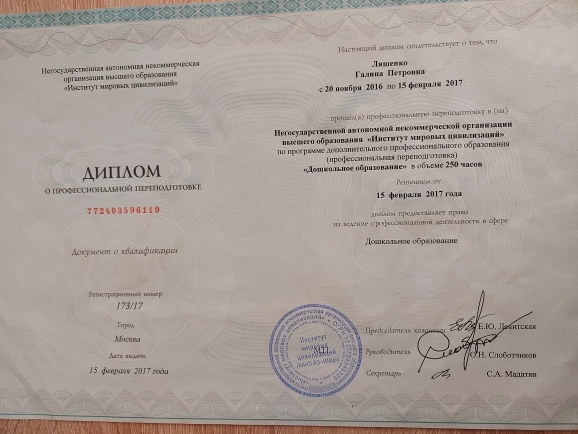 Негосударственная автономная некоммерческая
организация высшего образования
«Институт мировых цивилизаций»
ДИПЛОМ
О ПРОФЕССИОНАЛЬНОЙ ПЕРЕПОДГОТОВКЕ
772403596119
Документ о квалификации
Регистрационный номер
173/17
Город
Москва
Дата выдачи
15 февраля 2017 года
Настоящий диплом свидетельствует о том, что
Ляшенко
Галина Петровна
с 20 ноября 2016 по 15 февраля 2017
прошел(а) профессиональную переподготовку в (на)
Негосударственной автономной некоммерческой организации
высшего образования «Институт мировых цивилизаций»
по программе дополнительного профессионального образования
(профессиональная переподготовка)
«Дошкольное образование» в объеме 250 часов
Решением от
15 февраля 2017 года
диплом предоставляет право
на ведение профессиональной деятельности в сфере
Дошкольное образование
Председатель комиссии Е.Ю. Левитская
Руководитель О.Н. Слоботчиков
Секретарь С.А. Мадатян
Институт
мировых
цивилизаций